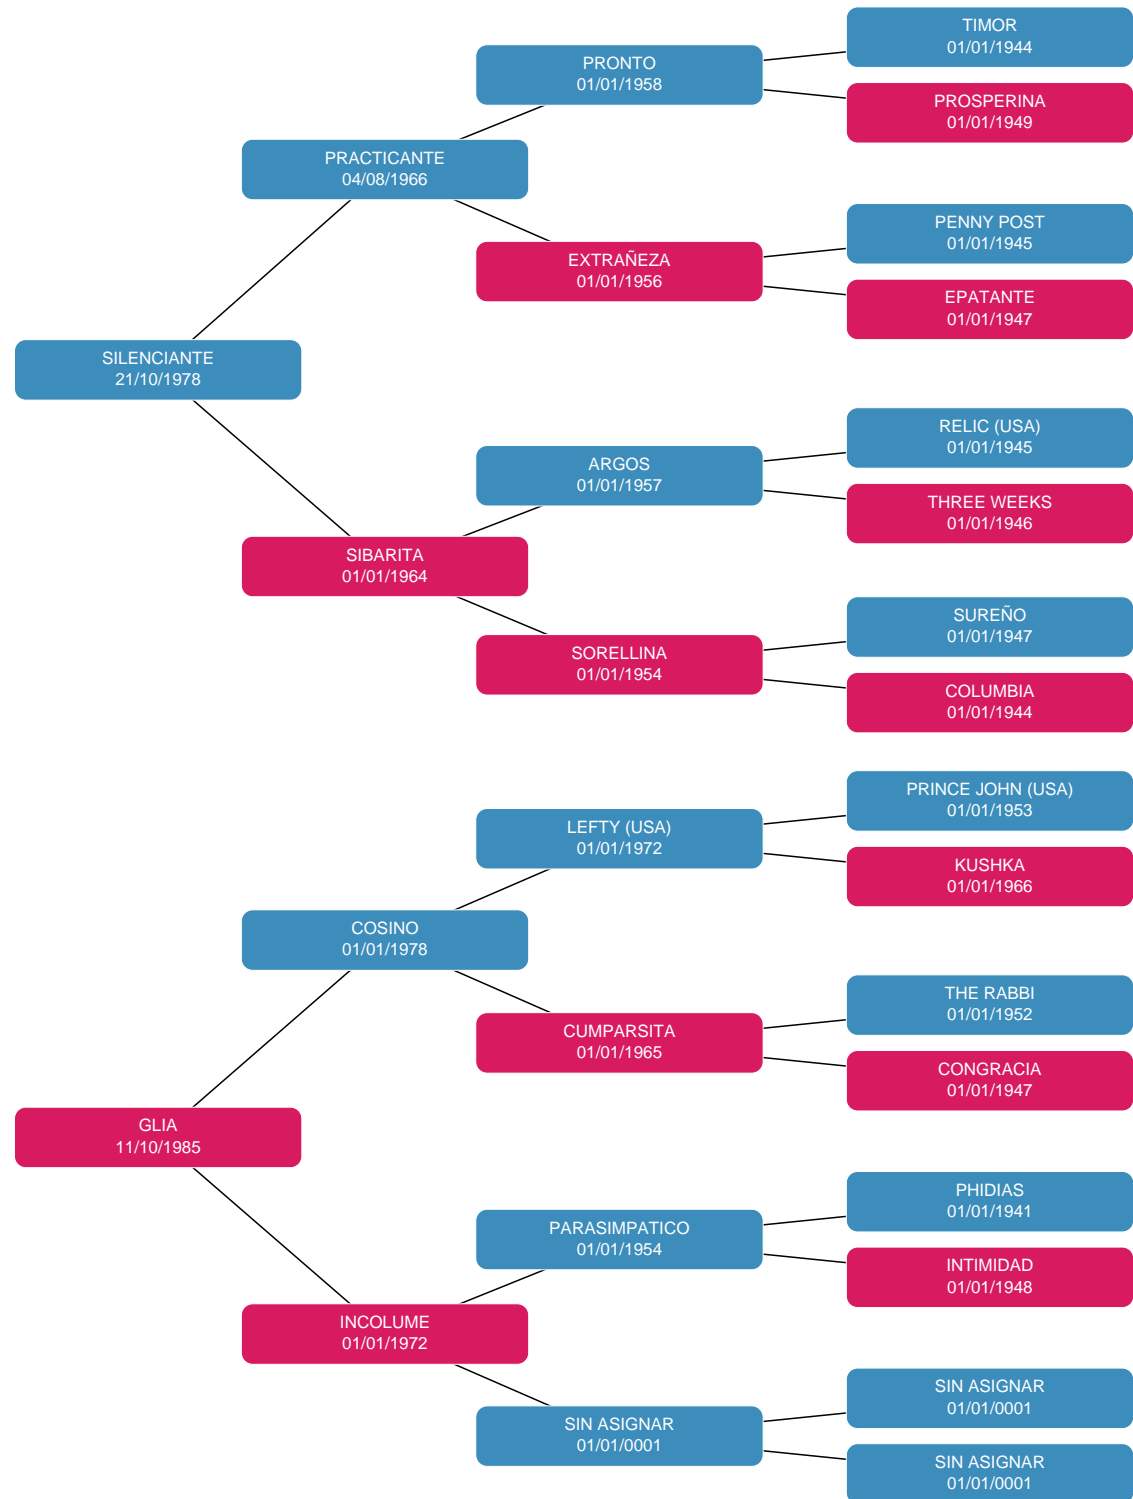 TIMOR
01/01/1944
PRONTO
01/01/1958
PROSPERINA
01/01/1949
PRACTICANTE
04/08/1966
PENNY POST
01/01/1945
EXTRAÑEZA
01/01/1956
EPATANTE
01/01/1947
SILENCIANTE
21/10/1978
RELIC (USA)
01/01/1945
ARGOS
01/01/1957
THREE WEEKS
01/01/1946
SIBARITA
01/01/1964
SUREÑO
01/01/1947
SORELLINA
01/01/1954
COLUMBIA
01/01/1944
PRINCE JOHN (USA)
01/01/1953
LEFTY (USA)
01/01/1972
KUSHKA
01/01/1966
COSINO
01/01/1978
THE RABBI
01/01/1952
CUMPARSITA
01/01/1965
CONGRACIA
01/01/1947
GLIA
11/10/1985
PHIDIAS
01/01/1941
PARASIMPATICO
01/01/1954
INTIMIDAD
01/01/1948
INCOLUME
01/01/1972
SIN ASIGNAR
01/01/0001
SIN ASIGNAR
01/01/0001
SIN ASIGNAR
01/01/0001